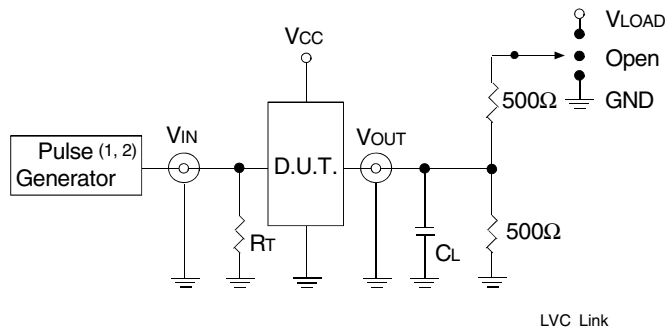 VLOAD
VCC
Open
500Ω
GND
VIN
VOUT
Pulse (1, 2)
Generator
D.U.T.
RT
CL
500Ω
LVC Link